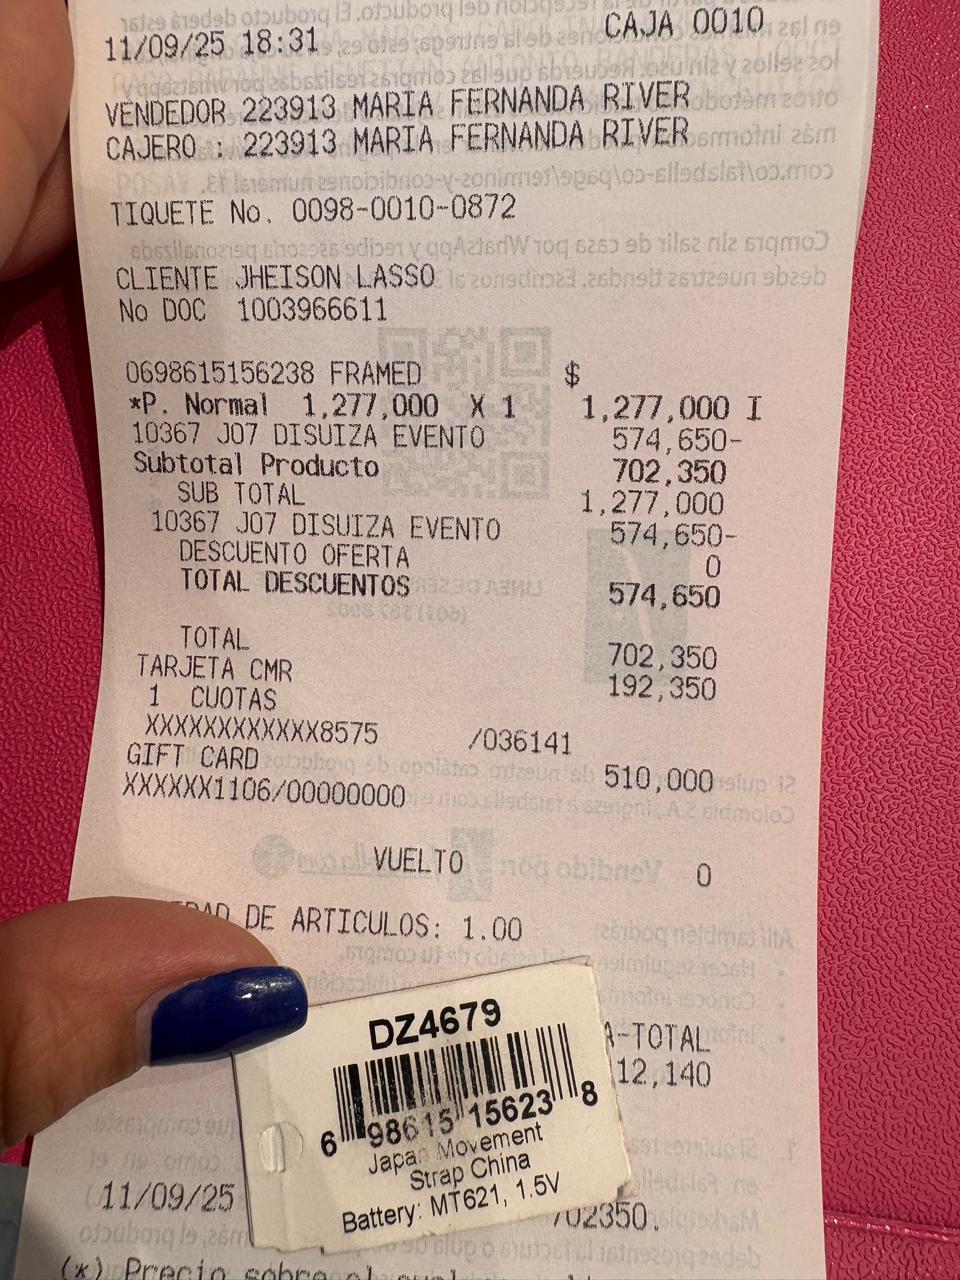 11/09/25 18:31 CAJA 0010
VENDEDOR 223913 MARIA FERNANDA RIVER
CAJERO : 223913 MARIA FERNANDA RIVER
TIQUETE No. 0098-0010-0872
CLIENTE JHEISON LASSO
No DOC 1003966611
0698615156238 FRAMED $
*P. Normal 1,277,000 X 1 1,277,000 I
10367 J07 DISUIZA EVENTO 574,650-
Subtotal Producto 702,350
SUB TOTAL 1,277,000
10367 J07 DISUIZA EVENTO 574,650-
DESCUENTO OFERTA 0
TOTAL DESCUENTOS 574,650
TOTAL 702,350
TARJETA CMR 192,350
1 CUOTAS
XXXXXXXXXXXX8575 /036141
GIFT CARD 510,000
XXXXXX1106/00000000
VUELTO 0
DE ARTICULOS: 1.00
A-TOTAL
12,140
DZ4679
6 98615 15623 8
Japan Movement
Strap China
Battery: MT621, 1.5V
11/09/25 702350.
(*) Precio sobre el